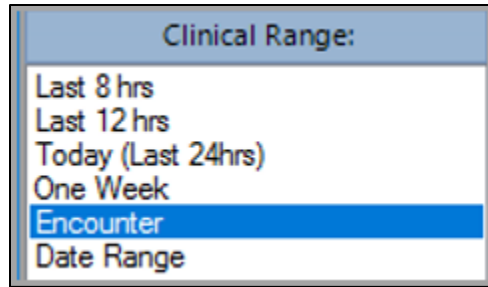 Clinical Range:
Last 8 hrs
Last 12 hrs
Today (Last 24hrs)
One Week
Encounter
Date Range